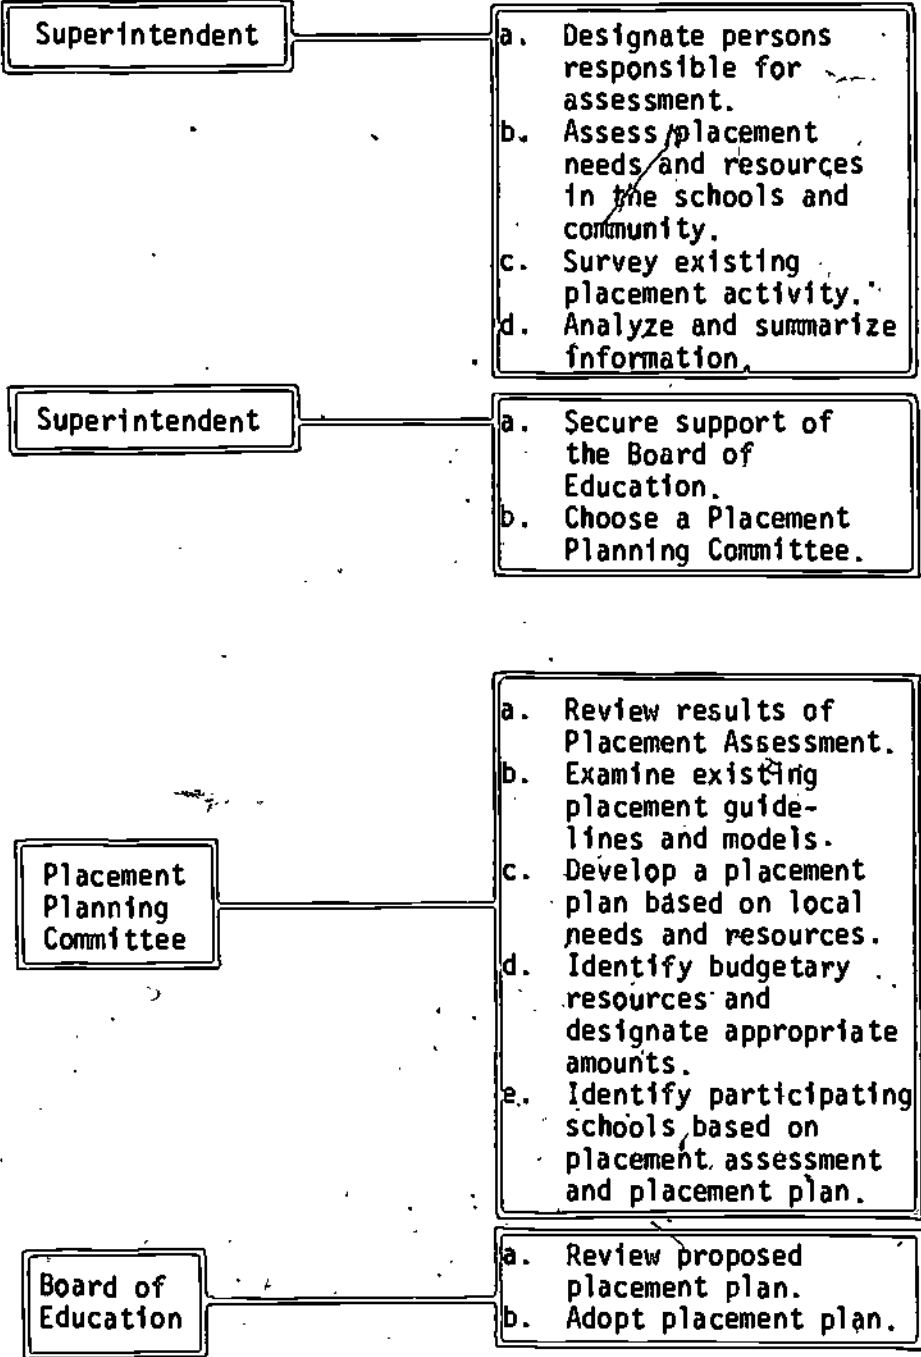 Superintendent
a. Designate persons
responsible for
assessment.
b. Assess placement
needs and resources
in the schools and
community.
c. Survey existing
placement activity.
d. Analyze and summarize
information.
Superintendent
a. Secure support of
the Board of
Education.
b. Choose a Placement
Planning Committee.
Placement
Planning
Committee
a. Review results of
Placement Assessment.
b. Examine existing
placement guide-
lines and models.
c. Develop a placement
plan based on local
needs and resources.
d. Identify budgetary
resources and
designate appropriate
amounts.
e. Identify participating
schools based on
placement assessment
and placement plan.
Board of
Education
a. Review proposed
placement plan.
b. Adopt placement plan.